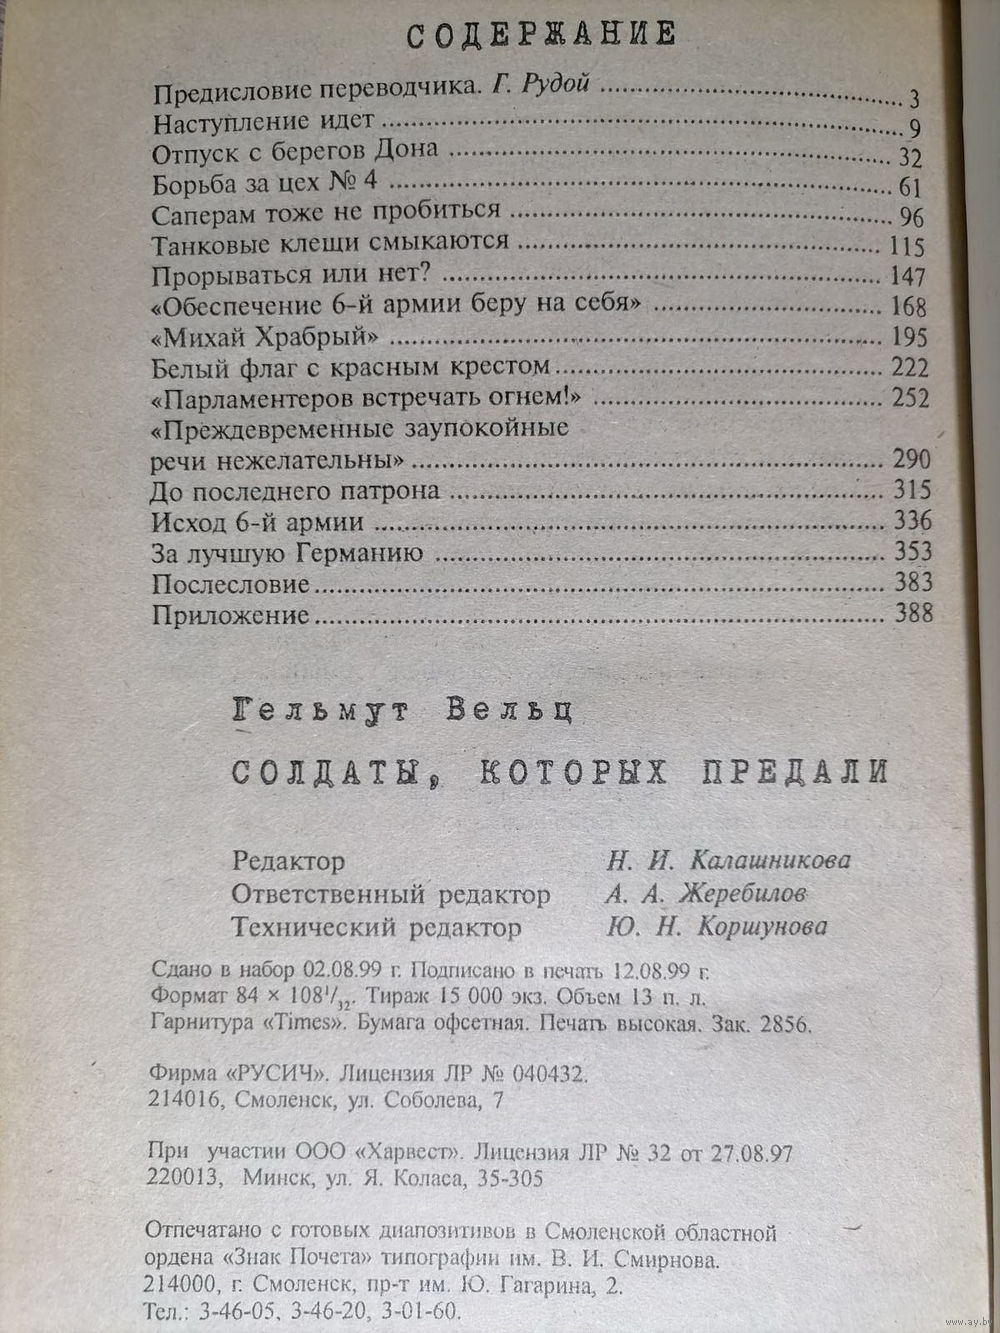 СОДЕРЖАНИЕ
Предисловие переводчика. Г. Рудой ........ 3
Наступление идет ........ 9
Отпуск с берегов Дона ........ 32
Борьба за цех № 4 ........ 61
Саперам тоже не пробиться ........ 96
Танковые клещи смыкаются ........ 115
Прорываться или нет? ........ 147
«Обеспечение 6-й армии беру на себя» ........ 168
«Михай Храбрый» ........ 195
Белый флаг с красным крестом ........ 222
«Парламентеров встречать огнем!» ........ 252
«Преждевременные заупокойные
речи нежелательны» ........ 290
До последнего патрона ........ 315
Исход 6-й армии ........ 336
За лучшую Германию ........ 353
Послесловие ........ 383
Приложение ........ 388
Гельмут Вельц
СОЛДАТЫ, КОТОРЫХ ПРЕДАЛИ
Редактор Н. И. Калашникова
Ответственный редактор А. А. Жеребилов
Технический редактор Ю. Н. Коршунова
Сдано в набор 02.08.99 г. Подписано в печать 12.08.99 г.
Формат 84 × 108 1/32. Тираж 15 000 экз. Объем 13 п. л.
Гарнитура «Times». Бумага офсетная. Печать высокая. Зак. 2856.
Фирма «РУСИЧ». Лицензия ЛР № 040432.
214016, Смоленск, ул. Соболева, 7
При участии ООО «Харвест». Лицензия ЛР № 32 от 27.08.97
220013, Минск, ул. Я. Коласа, 35-305
Отпечатано с готовых диапозитивов в Смоленской областной
ордена «Знак Почета» типографии им. В. И. Смирнова.
214000, г. Смоленск, пр-т им. Ю. Гагарина, 2.
Тел.: 3-46-05, 3-46-20, 3-01-60.
www.ay.by